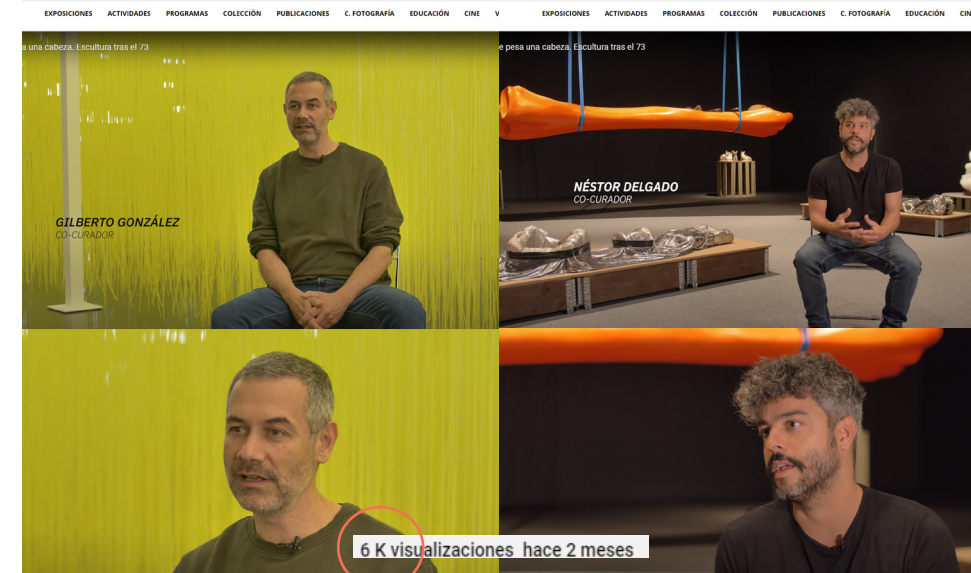 EXPOSICIONES ACTIVIDADES PROGRAMAS COLECCIÓN PUBLICACIONES C. FOTOGRAFÍA EDUCACIÓN CINE V
EXPOSICIONES ACTIVIDADES PROGRAMAS COLECCIÓN PUBLICACIONES C. FOTOGRAFÍA EDUCACIÓN CIN
a una cabeza. Escultura tras el 73
e pesa una cabeza. Escultura tras el 73
GILBERTO GONZÁLEZ
CO-CURADOR
NÉSTOR DELGADO
CO-CURADOR
6 K visualizaciones hace 2 meses